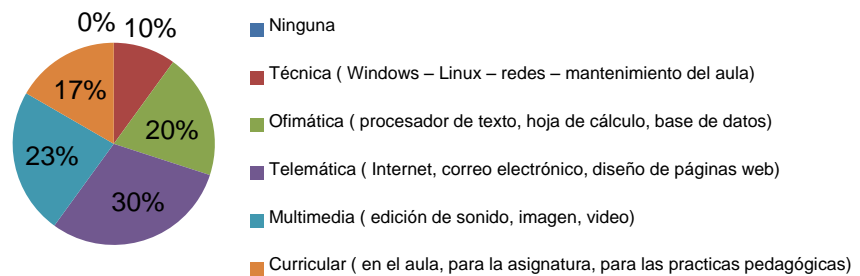 0% 10%
17%
20%
23%
30%
Ninguna
Técnica ( Windows – Linux – redes – mantenimiento del aula)
Ofimática ( procesador de texto, hoja de cálculo, base de datos)
Telemática ( Internet, correo electrónico, diseño de páginas web)
Multimedia ( edición de sonido, imagen, video)
Curricular ( en el aula, para la asignatura, para las practicas pedagógicas)